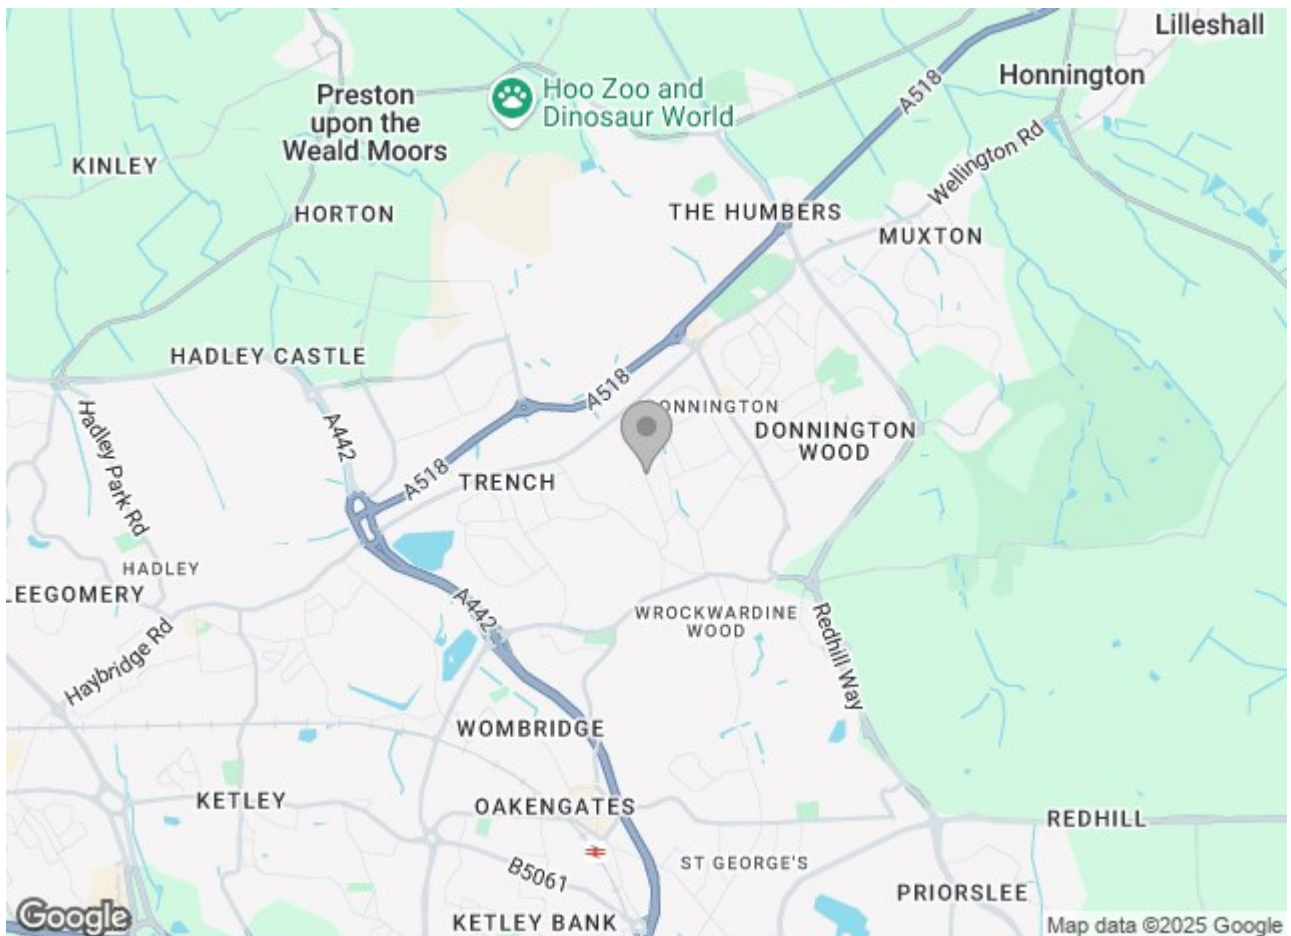 Lilleshall
Honnington
A518
Preston
upon the
Weald Moors
Hoo Zoo and
Dinosaur World
KINLEY
Wellington Rd
HORTON
THE HUMBERS
MUXTON
HADLEY CASTLE
A518
ONNINGTON
Hadley Park Rd
A442
DONNINGTON
WOOD
A518
TRENCH
HADLEY
LEEGOMERY
A442
WROCKWARDINE
WOOD
Haybridge Rd
Redhill Way
WOMBRIDGE
KETLEY
OAKENGATES
REDHILL
B5061
ST GEORGE'S
PRIORSLEE
KETLEY BANK
Google
Map data ©2025 Google